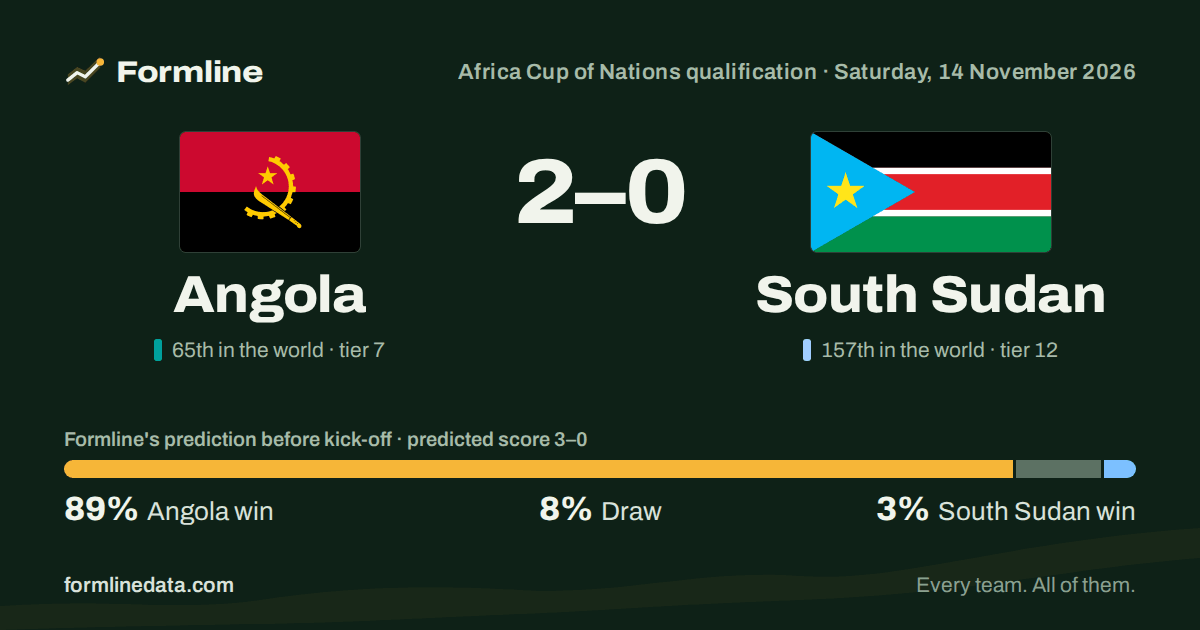 Formline
Africa Cup of Nations qualification · Saturday, 14 November 2026
2–0
Angola
South Sudan
65th in the world · tier 7
157th in the world · tier 12
Formline's prediction before kick-off · predicted score 3–0
89% Angola win
8% Draw
3% South Sudan win
formlinedata.com
Every team. All of them.